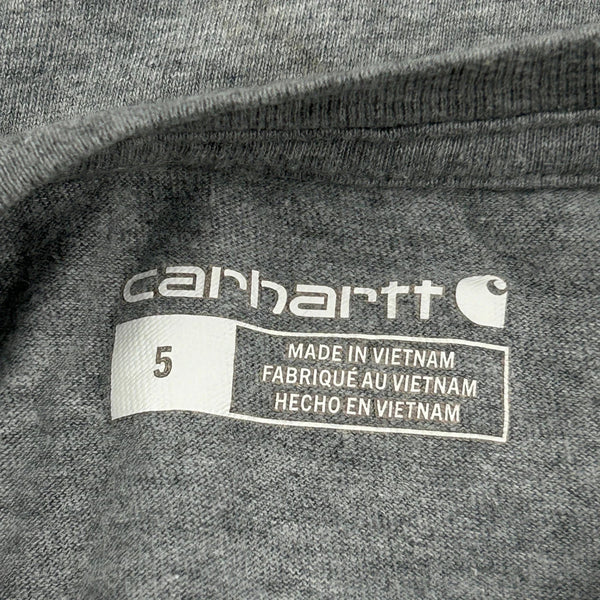 carhartt
5
MADE IN VIETNAM
FABRIQUÉ AU VIETNAM
HECHO EN VIETNAM